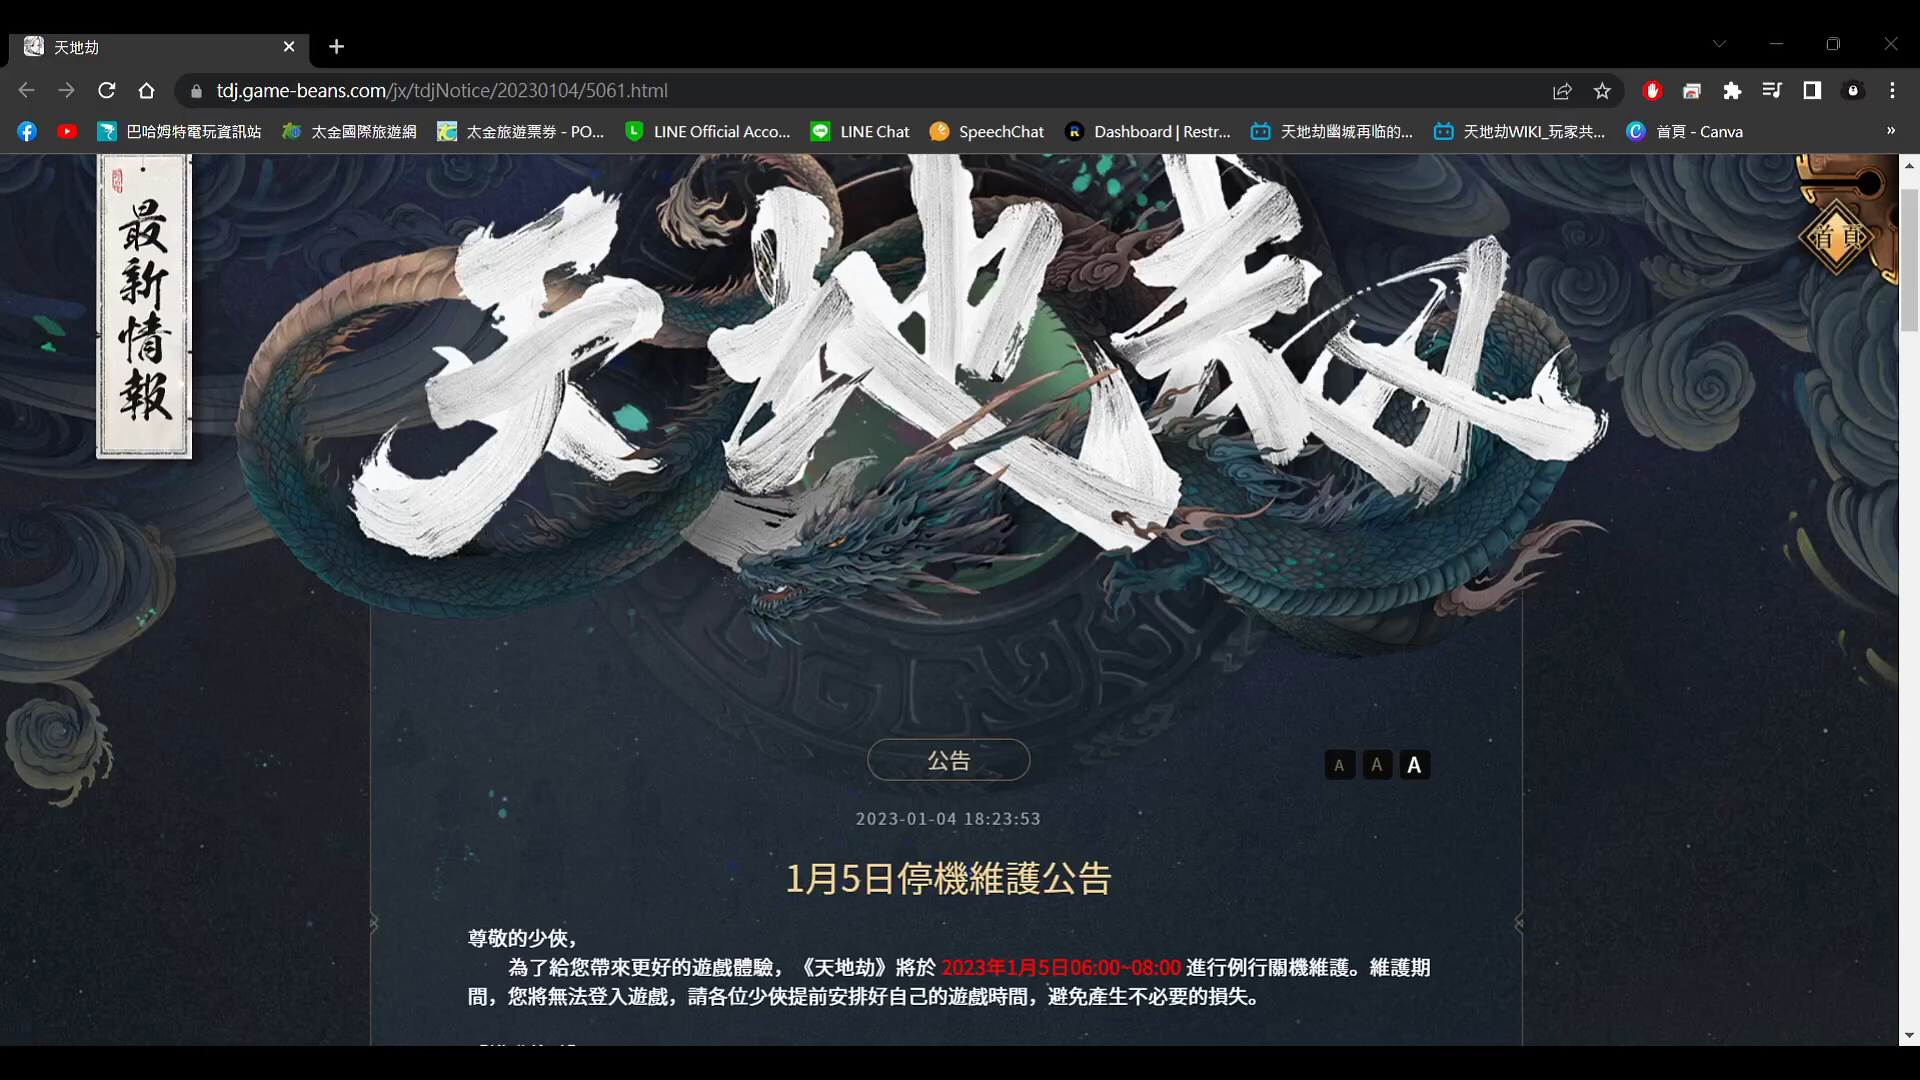 天地劫
tdj.game-beans.com/jx/tdjNotice/20230104/5061.html
巴哈姆特電玩資訊站
太金國際旅遊網
太金旅遊票券 - PO...
LINE Official Acco...
LINE Chat
SpeechChat
Dashboard | Restr...
天地劫幽城再临的...
天地劫WIKI_玩家共...
首頁 - Canva
»
最新情報
天地劫
首頁
公告
A A A
2023-01-04 18:23:53
1月5日停機維護公告
尊敬的少俠，
為了給您帶來更好的遊戲體驗，《天地劫》將於 2023年1月5日06:00~08:00 進行例行關機維護。維護期
間，您將無法登入遊戲，請各位少俠提前安排好自己的遊戲時間，避免產生不必要的損失。